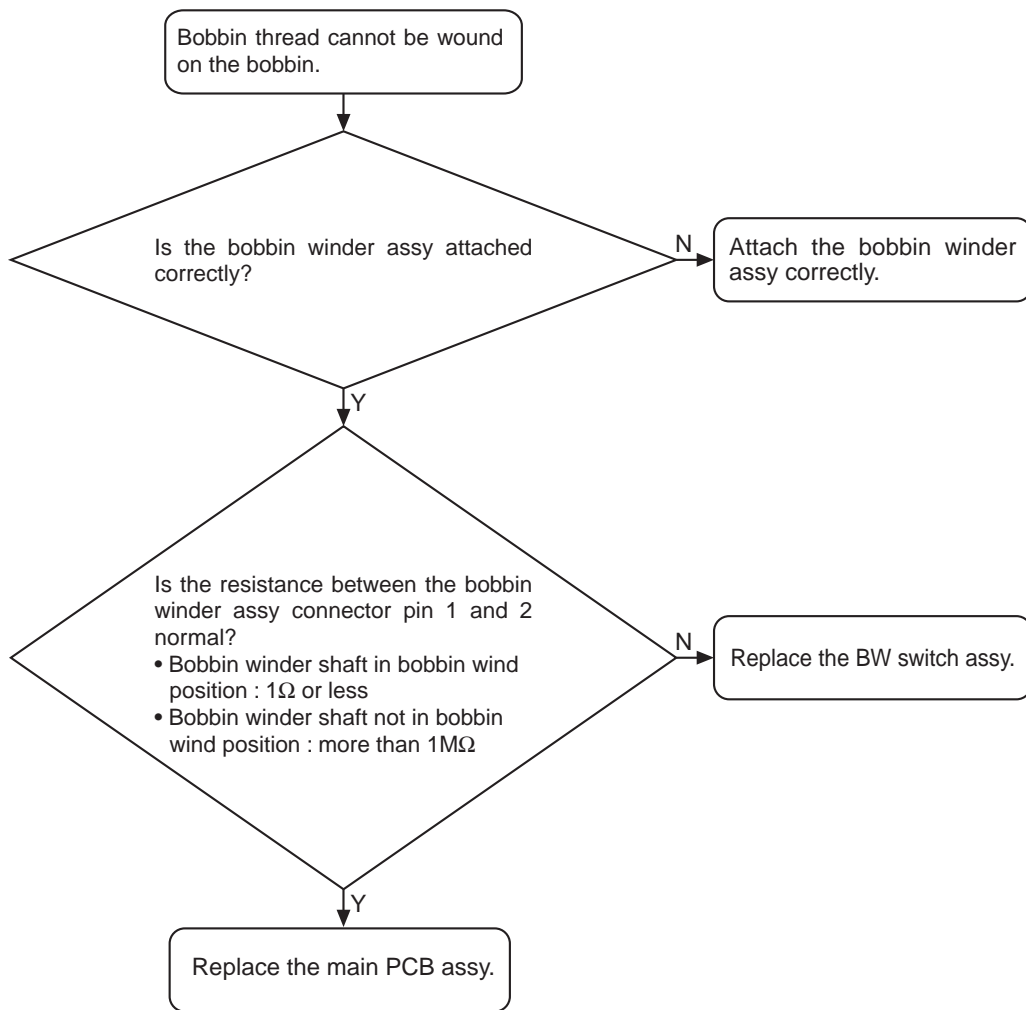 Bobbin thread cannot be wound
on the bobbin.
Is the bobbin winder assy attached
correctly?
N
Attach the bobbin winder
assy correctly.
Y
Is the resistance between the bobbin
winder assy connector pin 1 and 2
normal?
• Bobbin winder shaft in bobbin wind
position : 1Ω or less
• Bobbin winder shaft not in bobbin
wind position : more than 1MΩ
N
Replace the BW switch assy.
Y
Replace the main PCB assy.